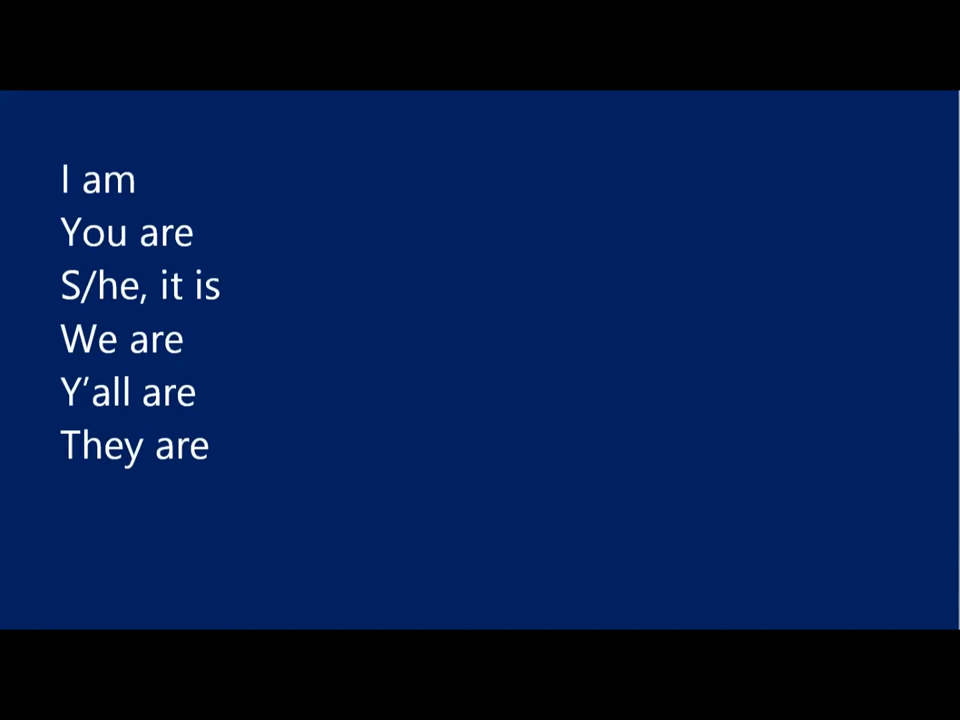 I am
You are
S/he, it is
We are
Y’all are
They are